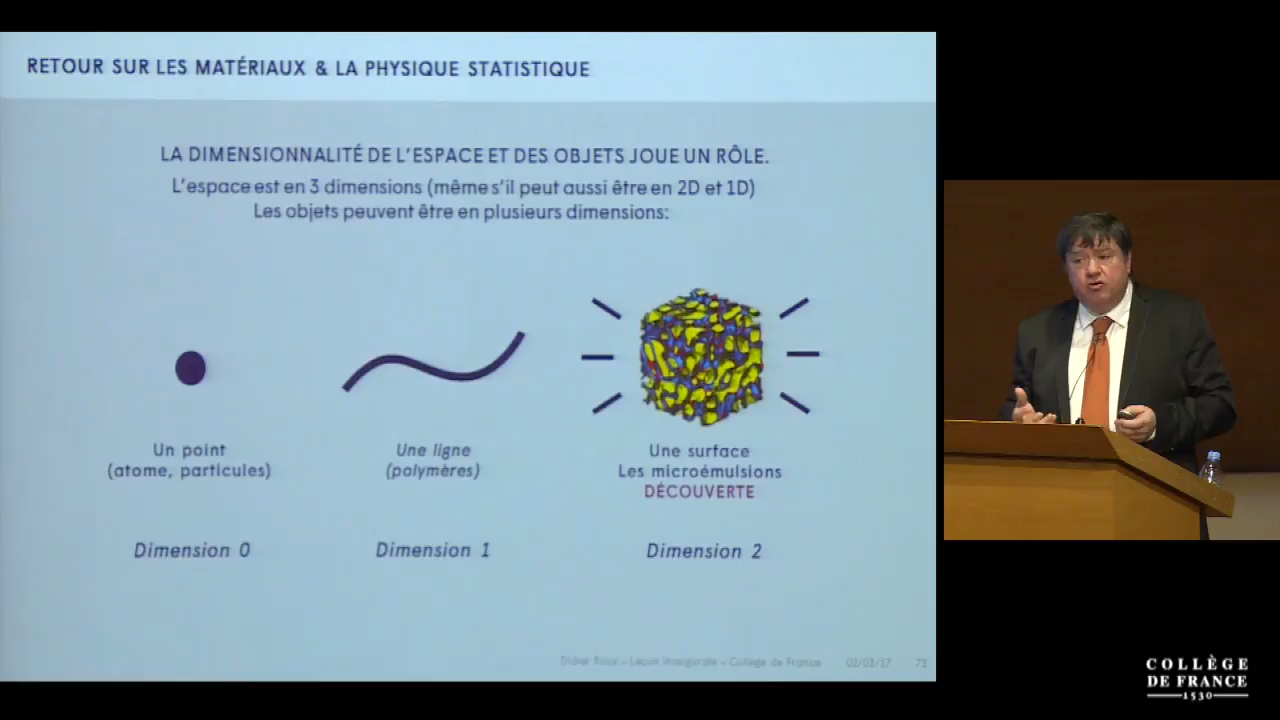 RETOUR SUR LES MATÉRIAUX & LA PHYSIQUE STATISTIQUE
LA DIMENSIONNALITÉ DE L'ESPACE ET DES OBJETS JOUE UN RÔLE.
L'espace est en 3 dimensions (même s'il peut aussi être en 2D et 1D)
Les objets peuvent être en plusieurs dimensions:
Un point
(atome, particules)
Dimension 0
Une ligne
(polymères)
Dimension 1
Une surface
Les microémulsions
DÉCOUVERTE
Dimension 2
Didier Roux – Leçon inaugurale – Collège de France 02/03/17
COLLÈGE
DE FRANCE
1530